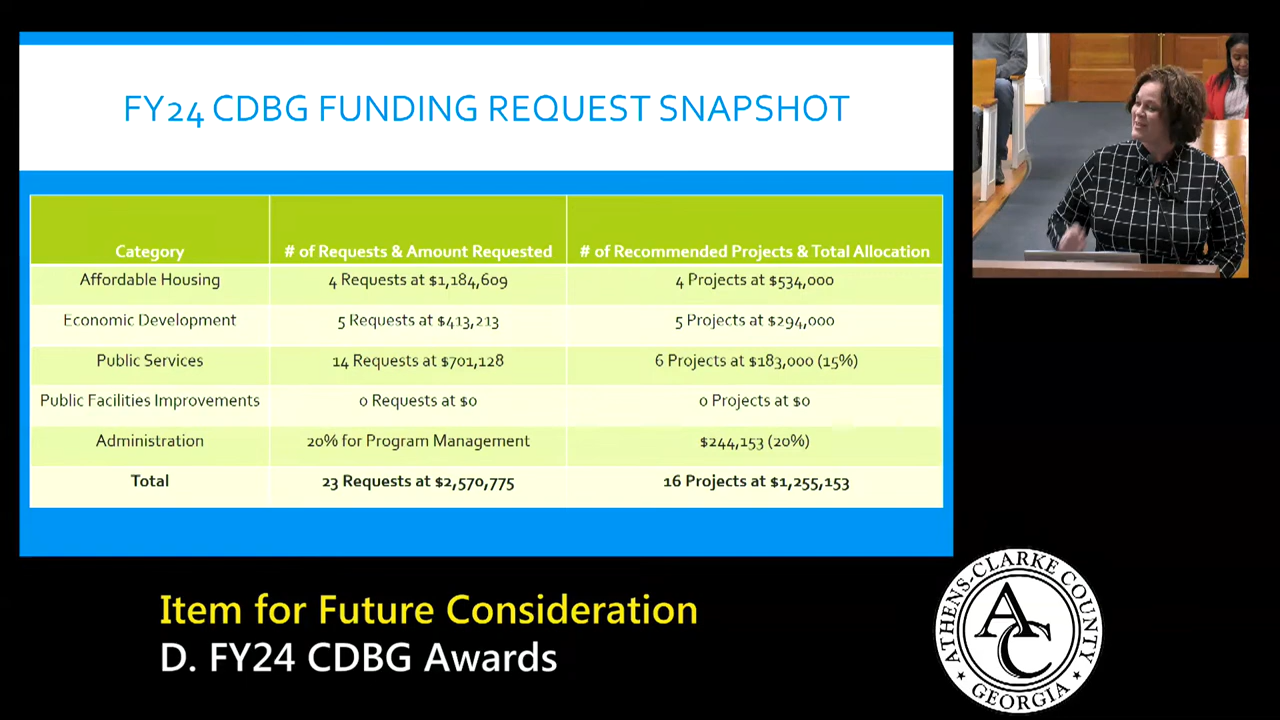 FY24 CDBG FUNDING REQUEST SNAPSHOT
Category # of Requests & Amount Requested # of Recommended Projects & Total Allocation
Affordable Housing 4 Requests at $1,184,609 4 Projects at $534,000
Economic Development 5 Requests at $413,213 5 Projects at $294,000
Public Services 14 Requests at $701,128 6 Projects at $183,000 (15%)
Public Facilities Improvements 0 Requests at $0 0 Projects at $0
Administration 20% for Program Management $244,153 (20%)
Total 23 Requests at $2,570,775 16 Projects at $1,255,153
Item for Future Consideration
D. FY24 CDBG Awards
ATHENS-CLARKE COUNTY
AC
GEORGIA